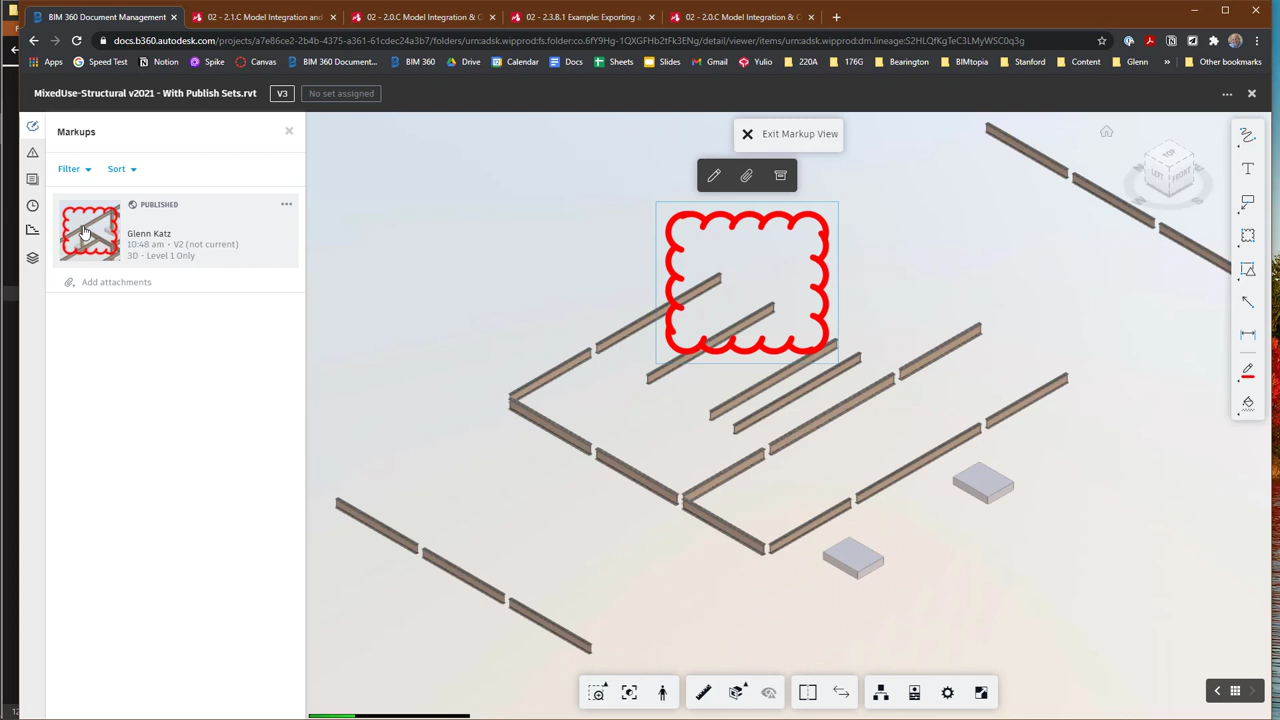 BIM 360 Document Management
02 - 2.1.C Model Integration and
02 - 2.0.C Model Integration & C
02 - 2.3.B.1 Example: Exporting a
02 - 2.0.C Model Integration & C
docs.b360.autodesk.com/projects/a7e86ce2-2b4b-4375-a361-61cdec24a3b7/folders/urn:adsk.wipprod:fs.folder:co.6fY9Hg-1QXGFHb2tFk3ENg/detail/viewer/items/urn:adsk.wipprod:dm.lineage:S2HLQfKgTeC3LMyWSC0q3g
Apps
Speed Test
Notion
Canva
BIM 360 Document...
BIM 360
Drive
Calendar
Docs
Sheets
Slides
Gmail
Yulio
220A
176G
Bearington
BIMtopia
Stanford
Content
Glenn
Other bookmarks
MixedUse-Structural v2021 - With Publish Sets.rvt
V3
No set assigned
Markups
Exit Markup View
Filter
Sort
PUBLISHED
Glenn Katz
10:48 am • V2 (not current)
3D - Level 1 Only
Add attachments
TOP
LEFT
FRONT